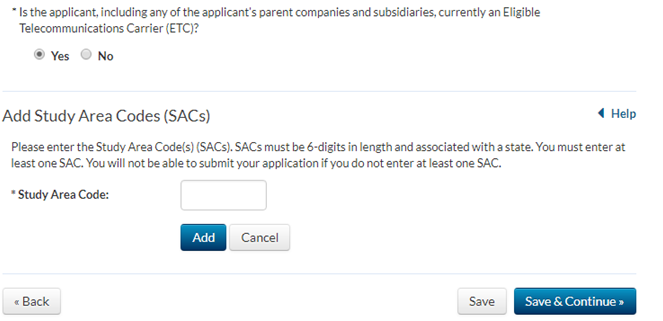 * Is the applicant, including any of the applicant's parent companies and subsidiaries, currently an Eligible
Telecommunications Carrier (ETC)?
Yes No
Add Study Area Codes (SACs)
Help
Please enter the Study Area Code(s) (SACs). SACs must be 6-digits in length and associated with a state. You must enter at
least one SAC. You will not be able to submit your application if you do not enter at least one SAC.
* Study Area Code:
Add Cancel
« Back Save Save & Continue »